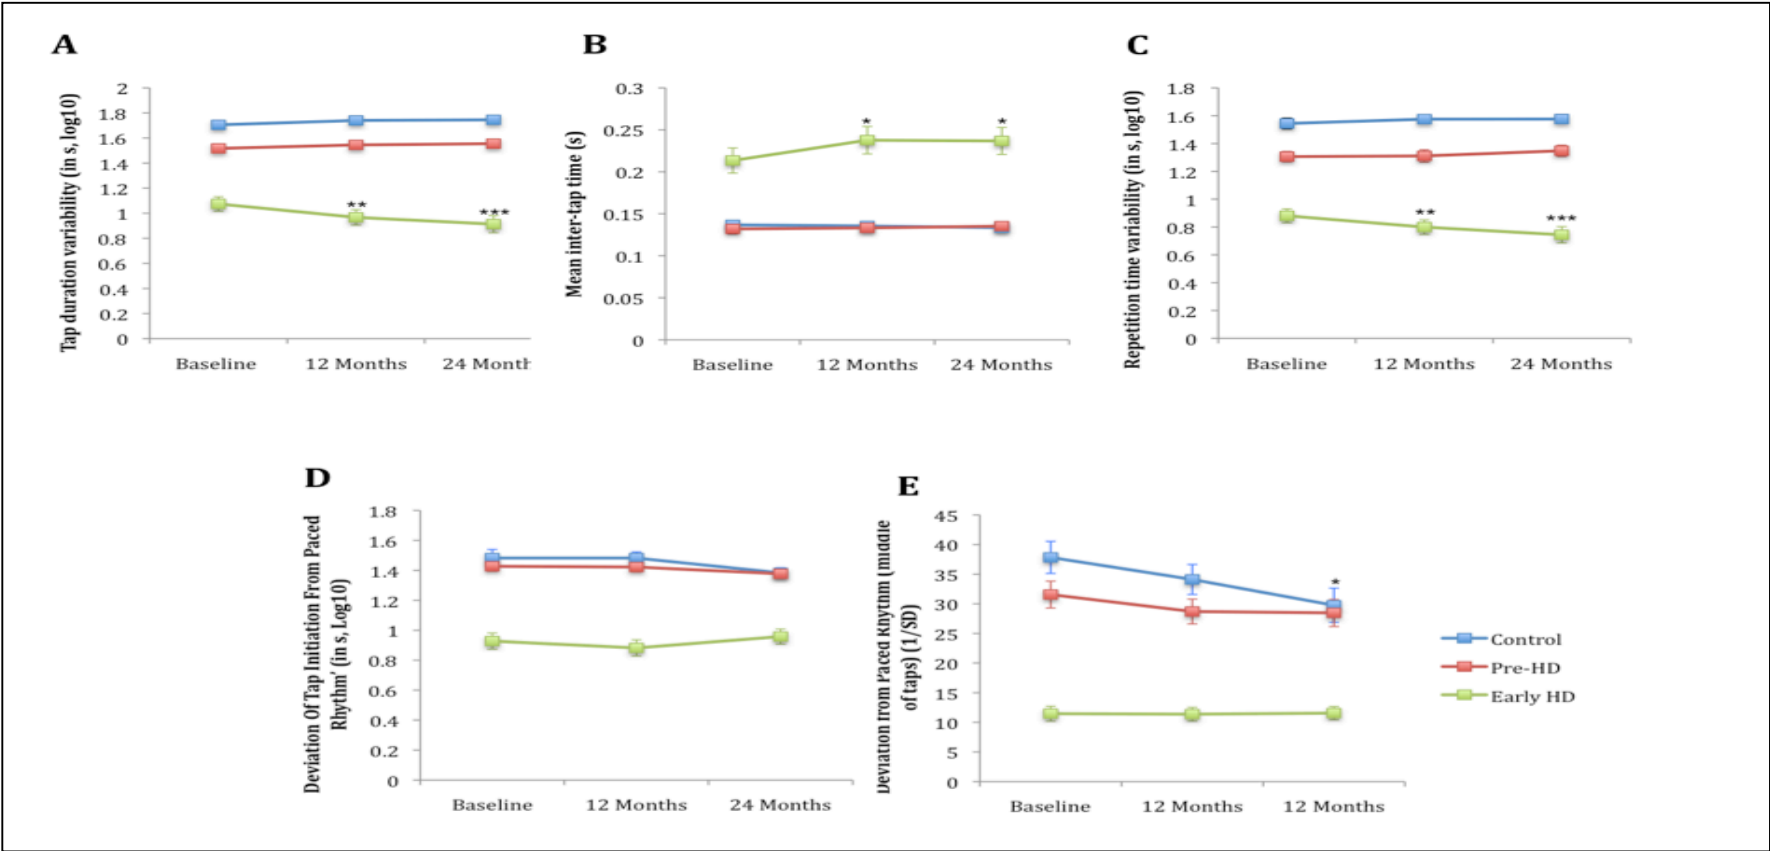 A
Tap duration variability (in s, log10)
2
1.8
1.6
1.4
1.2
1
0.8
0.6
0.4
0.2
0
**
***
Baseline 12 Months 24 Month
B
Mean inter-tap time (s)
0.3
0.25
0.2
0.15
0.1
0.05
0
*
*
Baseline 12 Months 24 Months
C
Repetition time variability (in s, log10)
1.8
1.6
1.4
1.2
1
0.8
0.6
0.4
0.2
0
**
***
Baseline 12 Months 24 Months
D
Deviation Of Tap Initiation From Paced
Rhythm' (in s, Log10)
1.8
1.6
1.4
1.2
1
0.8
0.6
0.4
0.2
0
Baseline 12 Months 24 Months
E
Deviation from Paced Rhythm (middle
of taps) (1/SD)
45
40
35
30
25
20
15
10
5
0
*
Baseline 12 Months 12 Months
Control
Pre-HD
Early HD